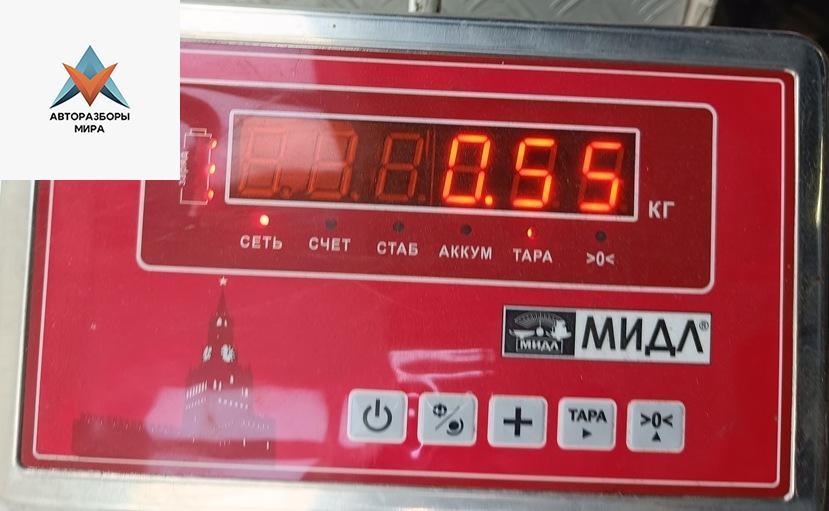 АВТОРАЗБОРЫ
МИРА
0.55
КГ
СЕТЬ СЧЕТ СТАБ АККУМ ТАРА >0<
МИДЛ МИДЛ®
ТАРА >0<